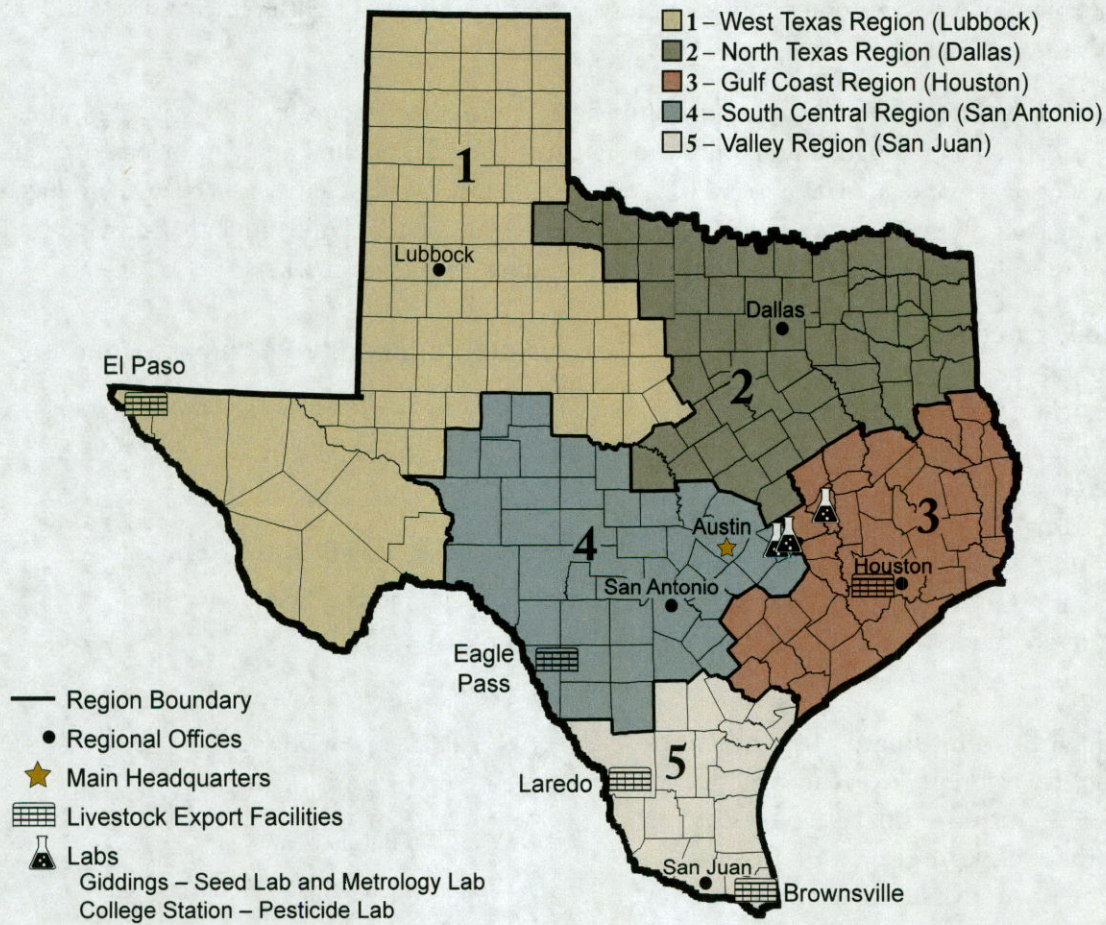 1 – West Texas Region (Lubbock)
2 – North Texas Region (Dallas)
3 – Gulf Coast Region (Houston)
4 – South Central Region (San Antonio)
5 – Valley Region (San Juan)
1
Lubbock
Dallas
El Paso
2
3
Austin
4
Houston
San Antonio
Eagle
Pass
5
Laredo
San Juan
Brownsville
Region Boundary
Regional Offices
Main Headquarters
Livestock Export Facilities
Labs
Giddings – Seed Lab and Metrology Lab
College Station – Pesticide Lab